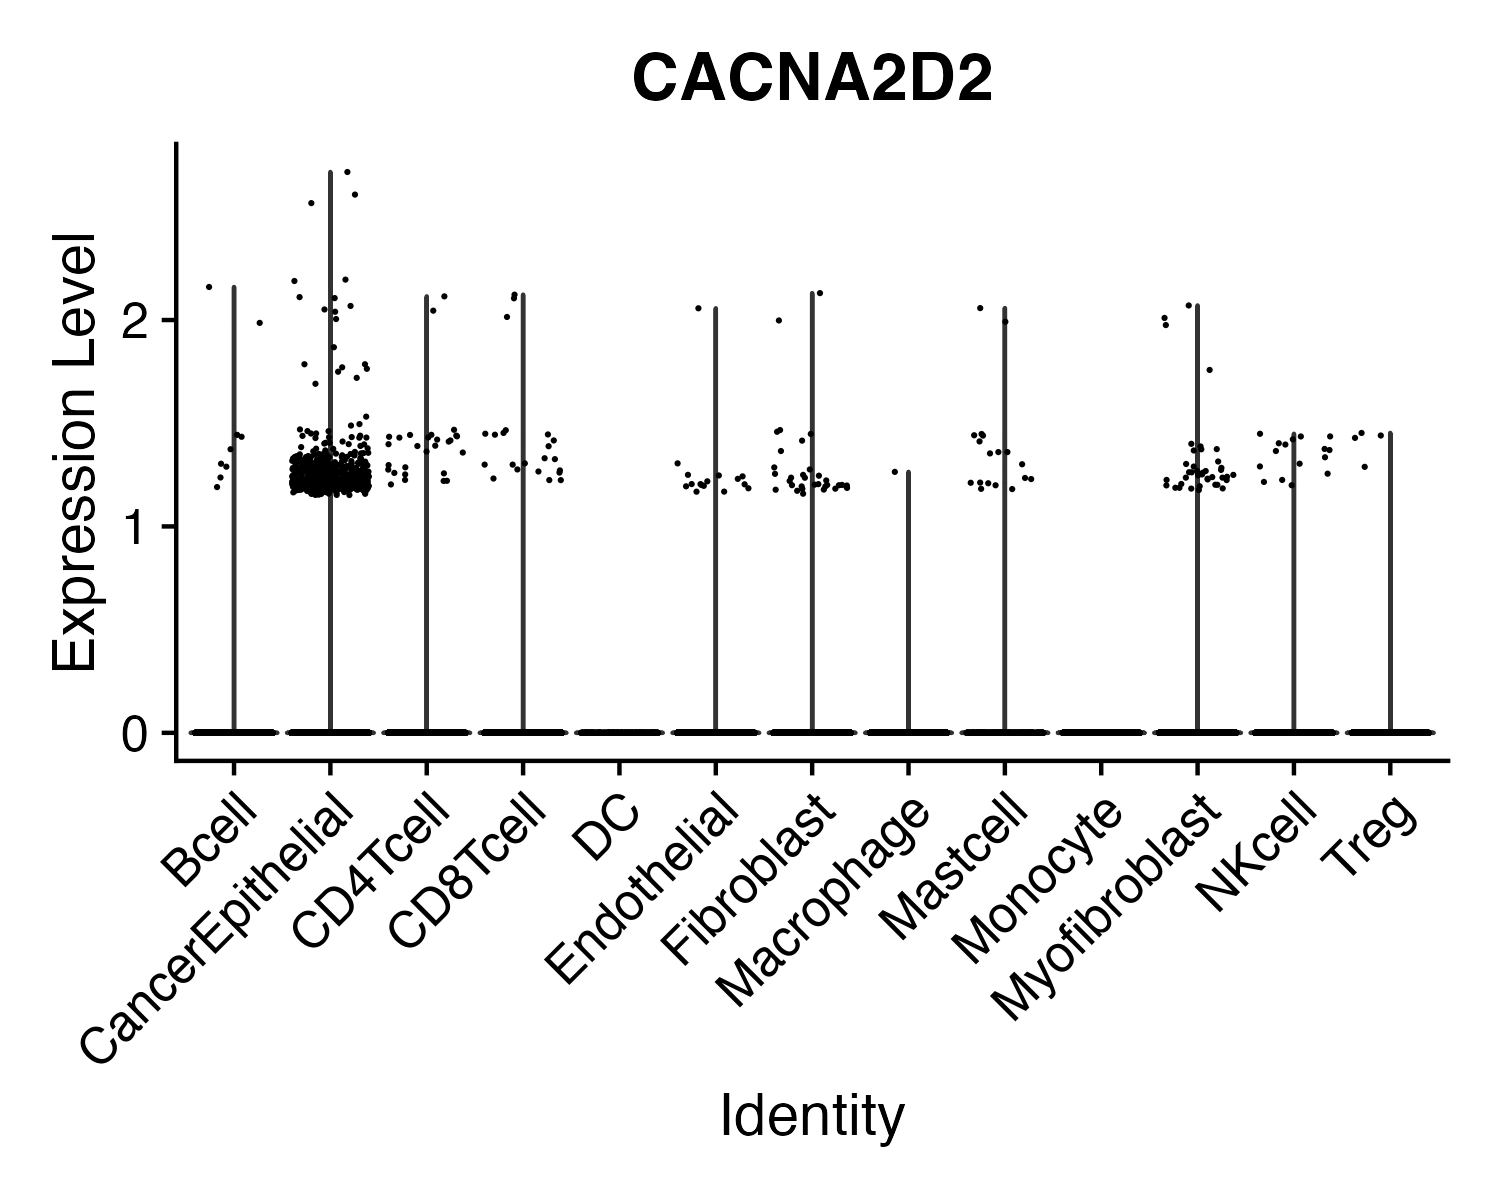 CACNA2D2
Expression Level
2
1
0
Bcell
CancerEpithelial
CD4Tcell
CD8Tcell
DC
Endothelial
Fibroblast
Macrophage
Mastcell
Monocyte
Myofibroblast
NKcell
Treg
Identity